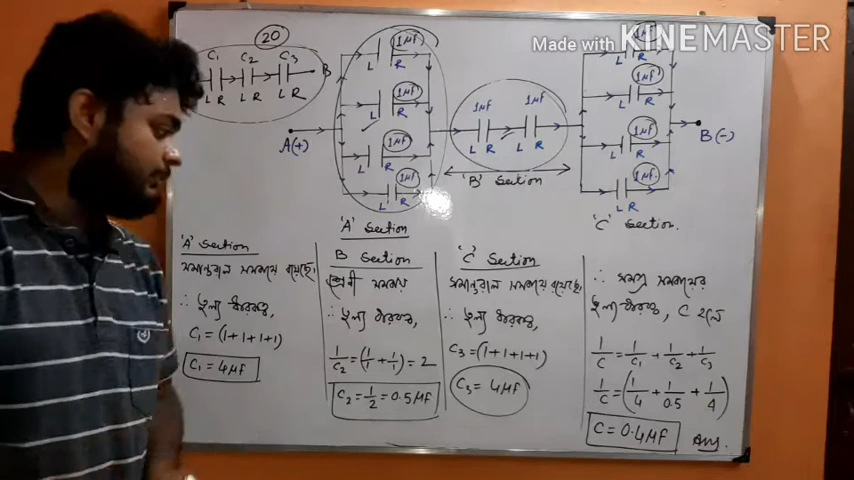 Made with KINEMASTER
20
C₁ C₂ C₃
B
L R L R L R
1μf 1μf
1μf 1μf
1μf 1μf
1μf 1μf
1μf 1μf
L R
L R
L R
L R
A(+)
L R L R
'B' Section
L R
L R
L R
L R
B(-)
'A' Section
'C' Section.
'A' Section
সমান্তরাল সমবায়ে রয়েছে।
∴ তুল্য ধারকত্ব,
C₁ = (1+1+1+1)
C₁ = 4μF
B Section
শ্রেণী সমবায়
∴ তুল্য ধারকত্ব,
1/C₂ = (1/1 + 1/1) = 2
C₂ = 1/2 = 0.5μF
'C' Section
সমান্তরাল সমবায়ে রয়েছে,
∴ তুল্য ধারকত্ব,
C₃ = (1+1+1+1)
C₃ = 4μF
∴ সমগ্র সমবায়ের
তুল্য ধারকত্ব, C হলে
1/C = 1/C₁ + 1/C₂ + 1/C₃
1/C = (1/4 + 1/0.5 + 1/4)
C = 0.4μF Ans.